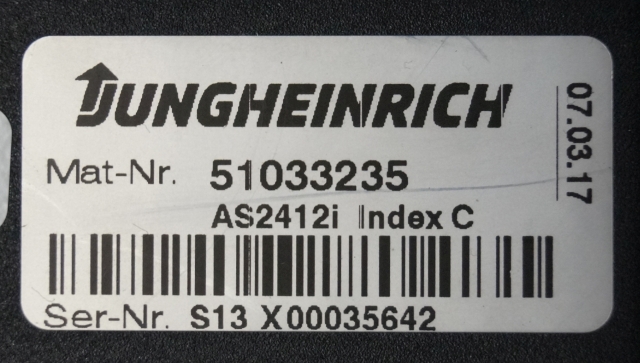 JUNGHEINRICH
Mat-Nr. 51033235
AS2412i Index C
Ser-Nr. S13 X00035642
07.03.17